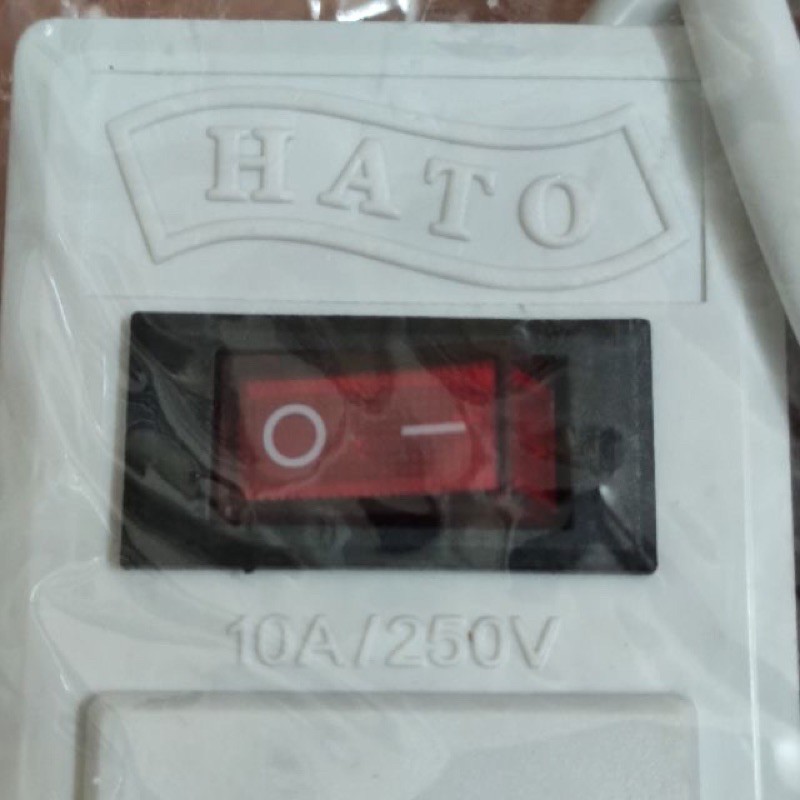 HATO
O —
10A/250V